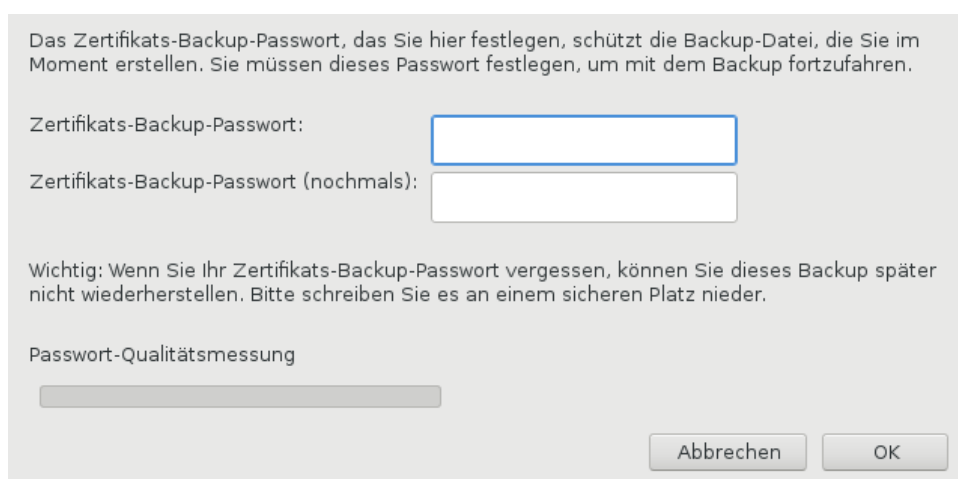 Das Zertifikats-Backup-Passwort, das Sie hier festlegen, schützt die Backup-Datei, die Sie im
Moment erstellen. Sie müssen dieses Passwort festlegen, um mit dem Backup fortzufahren.
Zertifikats-Backup-Passwort:
Zertifikats-Backup-Passwort (nochmals):
Wichtig: Wenn Sie Ihr Zertifikats-Backup-Passwort vergessen, können Sie dieses Backup später
nicht wiederherstellen. Bitte schreiben Sie es an einem sicheren Platz nieder.
Passwort-Qualitätsmessung
Abbrechen OK